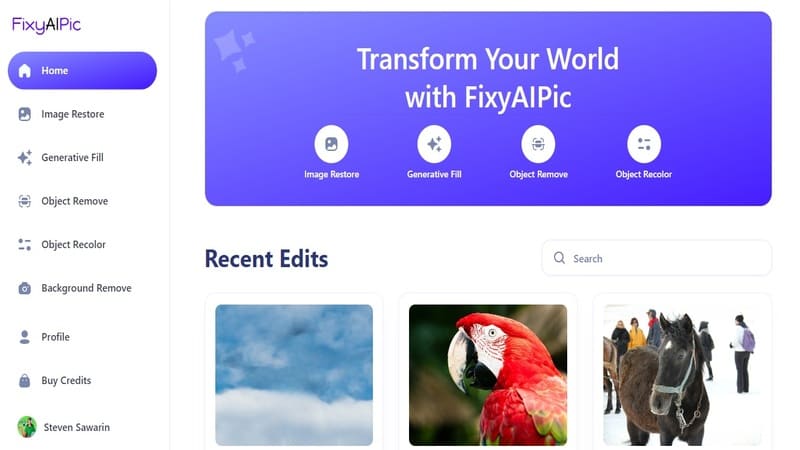 FixyAIPic
Home
Image Restore
Generative Fill
Object Remove
Object Recolor
Background Remove
Profile
Buy Credits
Steven Sawarin
Transform Your World
with FixyAIPic
Image Restore
Generative Fill
Object Remove
Object Recolor
Recent Edits
Search